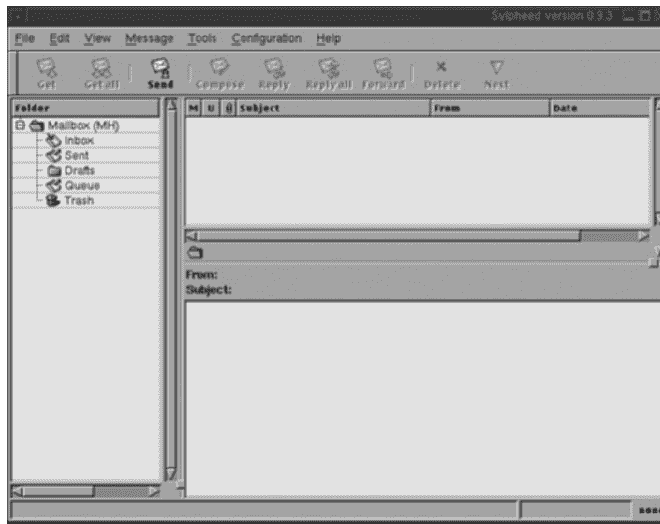 Sylpheed version 0.9.3
File Edit View Message Tools Configuration Help
Get Get all Send Compose Reply Reply all Forward Delete Next
Folder M U Subject From Date
Mailbox (MH)
Inbox
Sent
Drafts
Queue
Trash
From:
Subject: